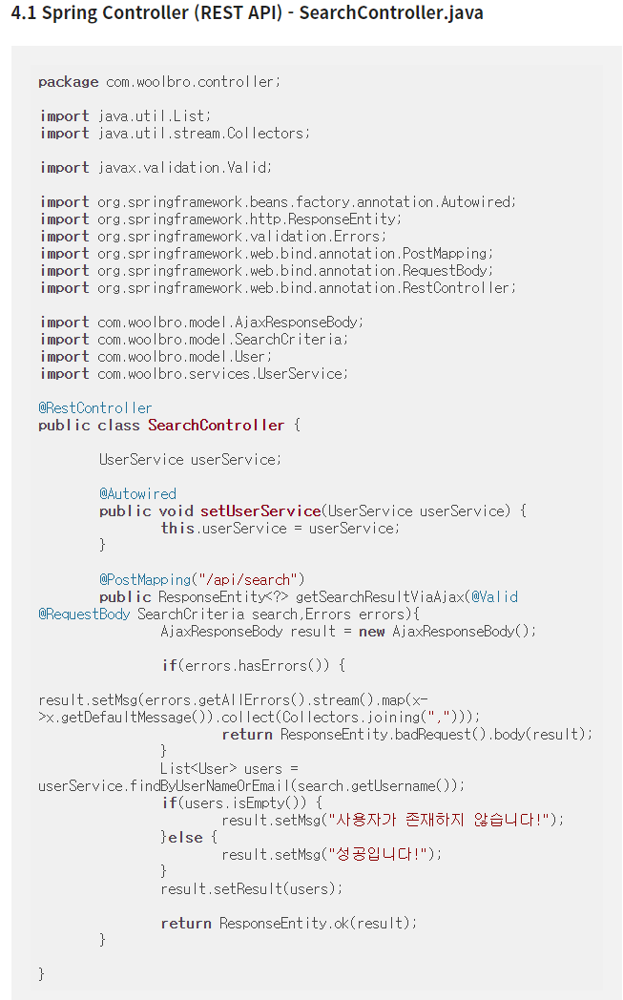 4.1 Spring Controller (REST API) - SearchController.java
package com.woolbro.controller;
import java.util.List;
import java.util.stream.Collectors;
import javax.validation.Valid;
import org.springframework.beans.factory.annotation.Autowired;
import org.springframework.http.ResponseEntity;
import org.springframework.validation.Errors;
import org.springframework.web.bind.annotation.PostMapping;
import org.springframework.web.bind.annotation.RequestBody;
import org.springframework.web.bind.annotation.RestController;
import com.woolbro.model.AjaxResponseBody;
import com.woolbro.model.SearchCriteria;
import com.woolbro.model.User;
import com.woolbro.services.UserService;
@RestController
public class SearchController {
UserService userService;
@Autowired
public void setUserService(UserService userService) {
this.userService = userService;
}
@PostMapping("/api/search")
public ResponseEntity<?> getSearchResultViaAjax(@Valid
@RequestBody SearchCriteria search,Errors errors){
AjaxResponseBody result = new AjaxResponseBody();
if(errors.hasErrors()) {
result.setMsg(errors.getAllErrors().stream().map(x-
>x.getDefaultMessage()).collect(Collectors.joining(",")));
return ResponseEntity.badRequest().body(result);
}
List<User> users =
userService.findByUserNameOrEmail(search.getUsername());
if(users.isEmpty()) {
result.setMsg("사용자가 존재하지 않습니다!");
}else {
result.setMsg("성공입니다!");
}
result.setResult(users);
return ResponseEntity.ok(result);
}
}